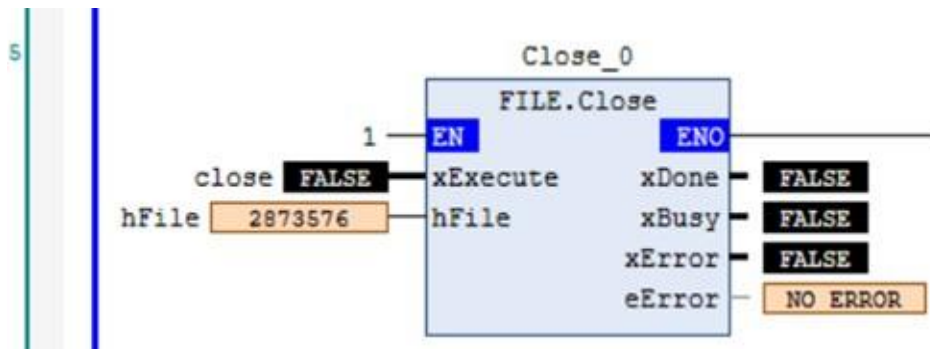 5
Close_0
FILE.Close
1 EN ENO
close FALSE xExecute xDone FALSE
hFile 2873576 hFile xBusy FALSE
xError FALSE
eError NO ERROR